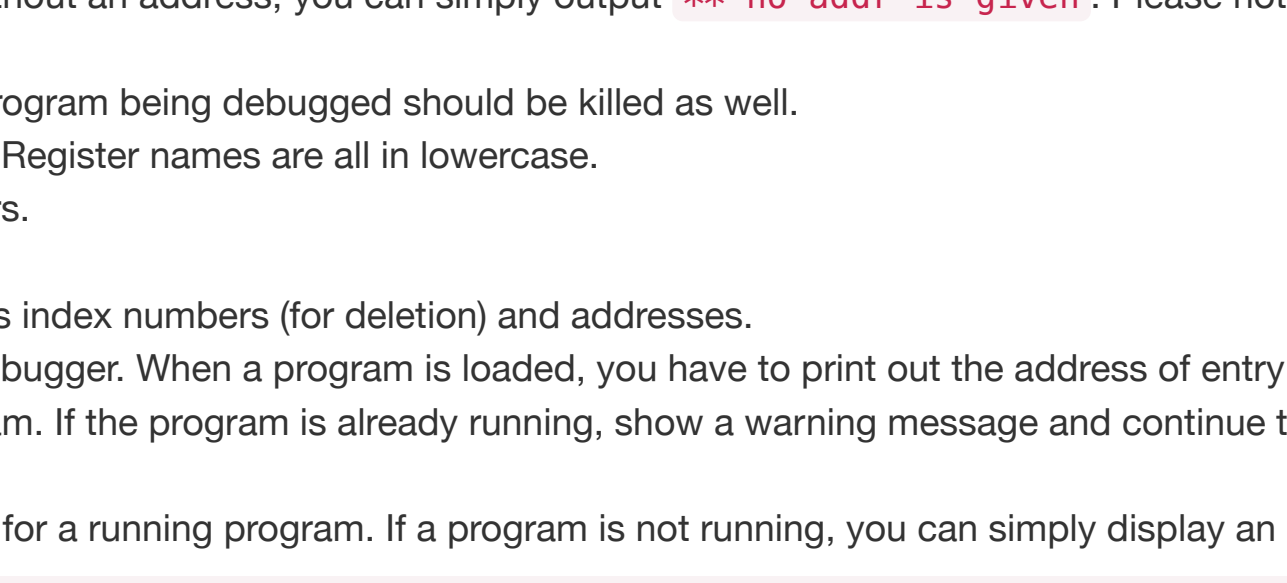 hout an address, you can simply output ** no addr is given. Please not
rogram being debugged should be killed as well.
Register names are all in lowercase.
rs.
s index numbers (for deletion) and addresses.
bugger. When a program is loaded, you have to print out the address of entry
am. If the program is already running, show a warning message and continue t
for a running program. If a program is not running, you can simply display an